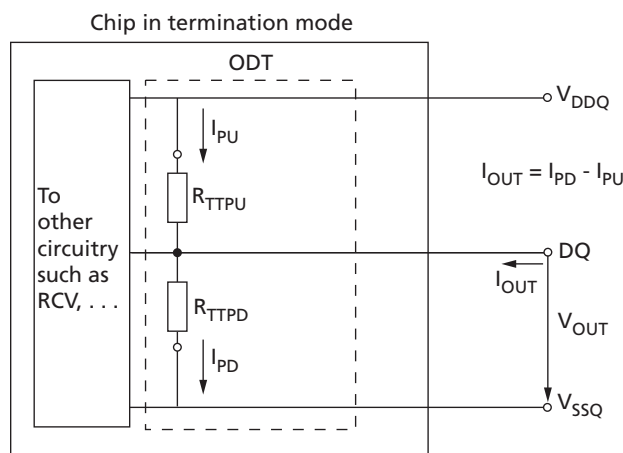 Chip in termination mode
ODT
V_DDQ
I_PU
I_OUT = I_PD - I_PU
To
other
circuitry
such as
RCV, . . .
R_TTPU
DQ
I_OUT
R_TTPD
V_OUT
I_PD
V_SSQ